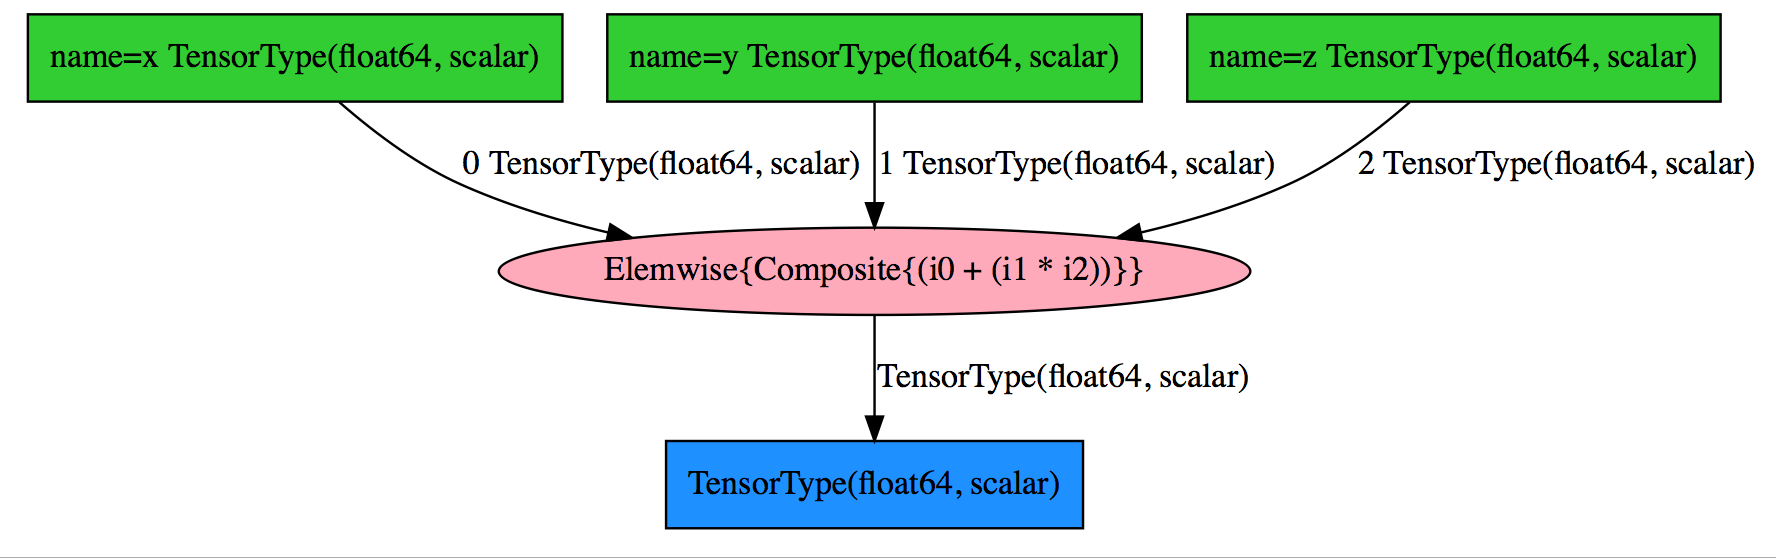 name=x TensorType(float64, scalar)
name=y TensorType(float64, scalar)
name=z TensorType(float64, scalar)
0 TensorType(float64, scalar)
1 TensorType(float64, scalar)
2 TensorType(float64, scalar)
Elemwise{Composite{(i0 + (i1 * i2))}}
TensorType(float64, scalar)
TensorType(float64, scalar)